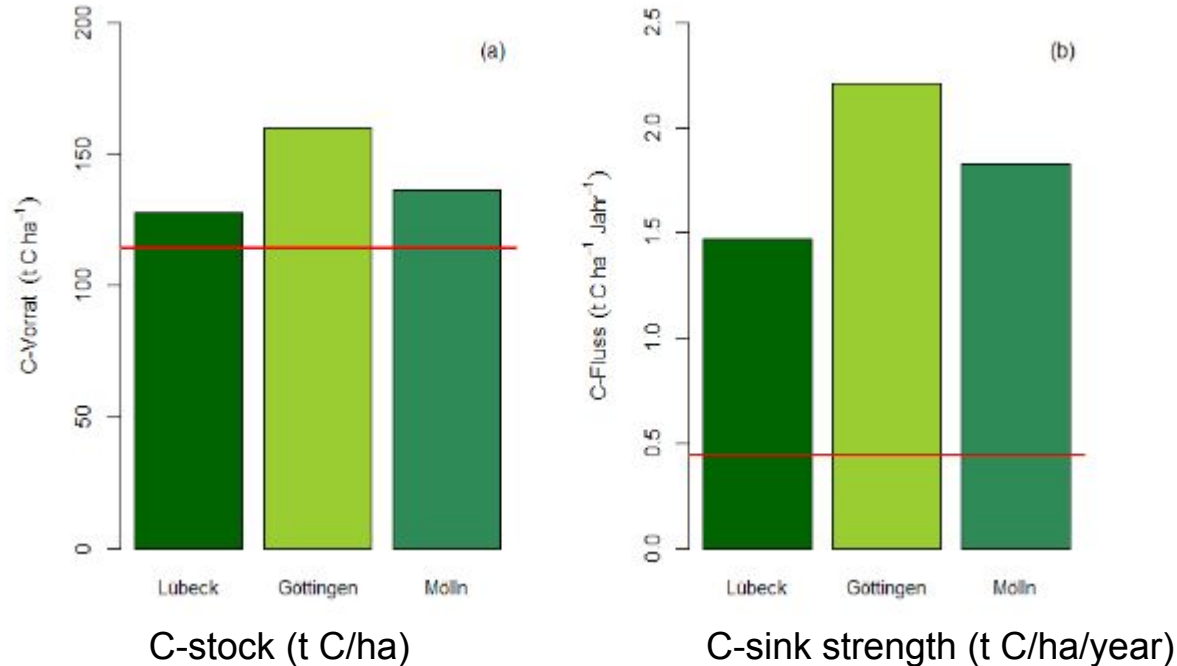 (a)
C-Vorrat (t C ha⁻¹)
200
150
100
50
0
Lübeck Göttingen Mölln
C-stock (t C/ha)
(b)
C-Fluss (t C ha⁻¹ Jahr⁻¹)
2.5
2.0
1.5
1.0
0.5
0.0
Lübeck Göttingen Mölln
C-sink strength (t C/ha/year)